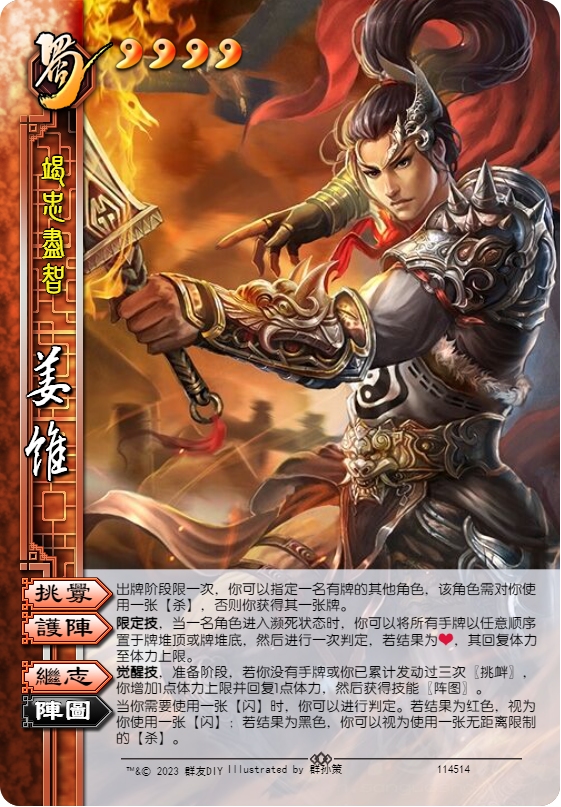 蜀
竭忠盡智
姜維
挑釁
出牌阶段限一次，你可以指定一名有牌的其他角色，该角色需对你使
用一张【杀】，否则你获得其一张牌。
護陣
限定技，当一名角色进入濒死状态时，你可以将所有手牌以任意顺序
置于牌堆顶或牌堆底，然后进行一次判定，若结果为❤，其回复体力
至体力上限。
繼志
觉醒技，准备阶段，若你没有手牌或你已累计发动过三次〖挑衅〗，
你增加1点体力上限并回复1点体力，然后获得技能〖阵图〗。
陣圖
当你需要使用一张【闪】时，你可以进行判定。若结果为红色，视为
你使用一张【闪】；若结果为黑色，你可以视为使用一张无距离限制
的【杀】。
™&© 2023 群友DIY Illustrated by 群孙策 114514